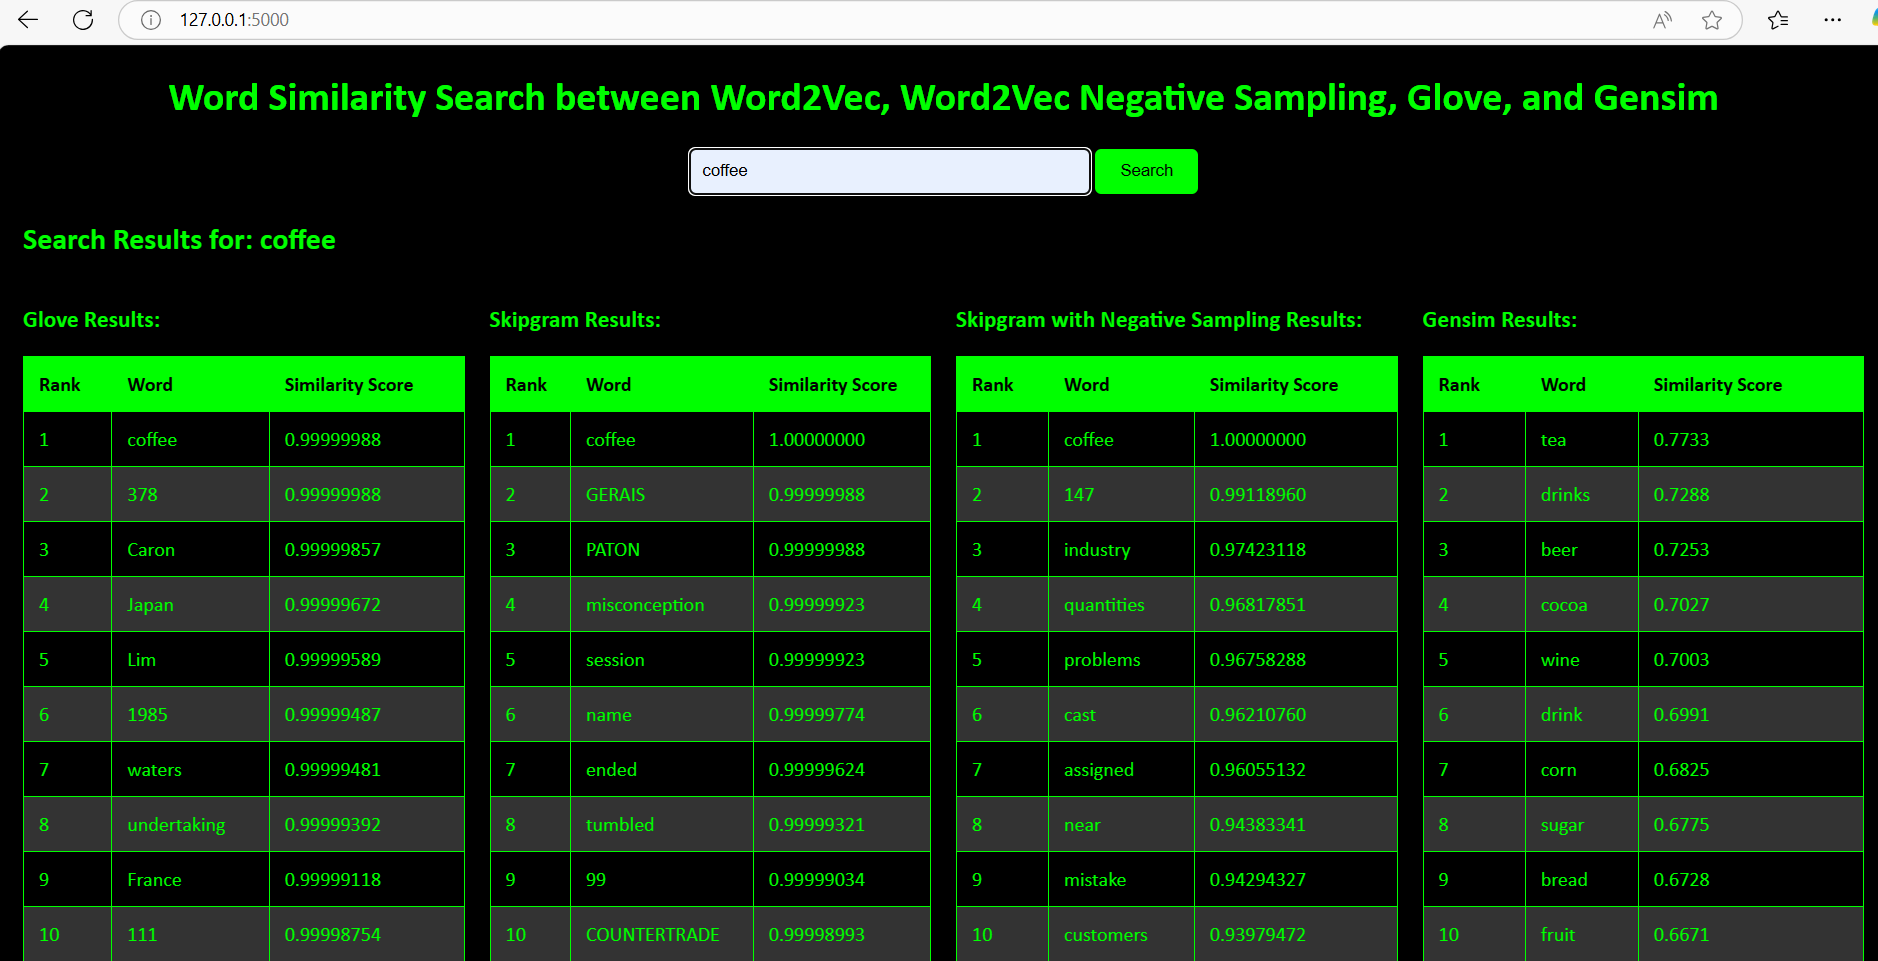 127.0.0.1:5000
Word Similarity Search between Word2Vec, Word2Vec Negative Sampling, Glove, and Gensim
coffee Search
Search Results for: coffee
Glove Results:
Rank Word Similarity Score
1 coffee 0.99999988
2 378 0.99999988
3 Caron 0.99999857
4 Japan 0.99999672
5 Lim 0.99999589
6 1985 0.99999487
7 waters 0.99999481
8 undertaking 0.99999392
9 France 0.99999118
10 111 0.99998754
Skipgram Results:
Rank Word Similarity Score
1 coffee 1.00000000
2 GERAIS 0.99999988
3 PATON 0.99999988
4 misconception 0.99999923
5 session 0.99999923
6 name 0.99999774
7 ended 0.99999624
8 tumbled 0.99999321
9 99 0.99999034
10 COUNTERTRADE 0.99998993
Skipgram with Negative Sampling Results:
Rank Word Similarity Score
1 coffee 1.00000000
2 147 0.99118960
3 industry 0.97423118
4 quantities 0.96817851
5 problems 0.96758288
6 cast 0.96210760
7 assigned 0.96055132
8 near 0.94383341
9 mistake 0.94294327
10 customers 0.93979472
Gensim Results:
Rank Word Similarity Score
1 tea 0.7733
2 drinks 0.7288
3 beer 0.7253
4 cocoa 0.7027
5 wine 0.7003
6 drink 0.6991
7 corn 0.6825
8 sugar 0.6775
9 bread 0.6728
10 fruit 0.6671